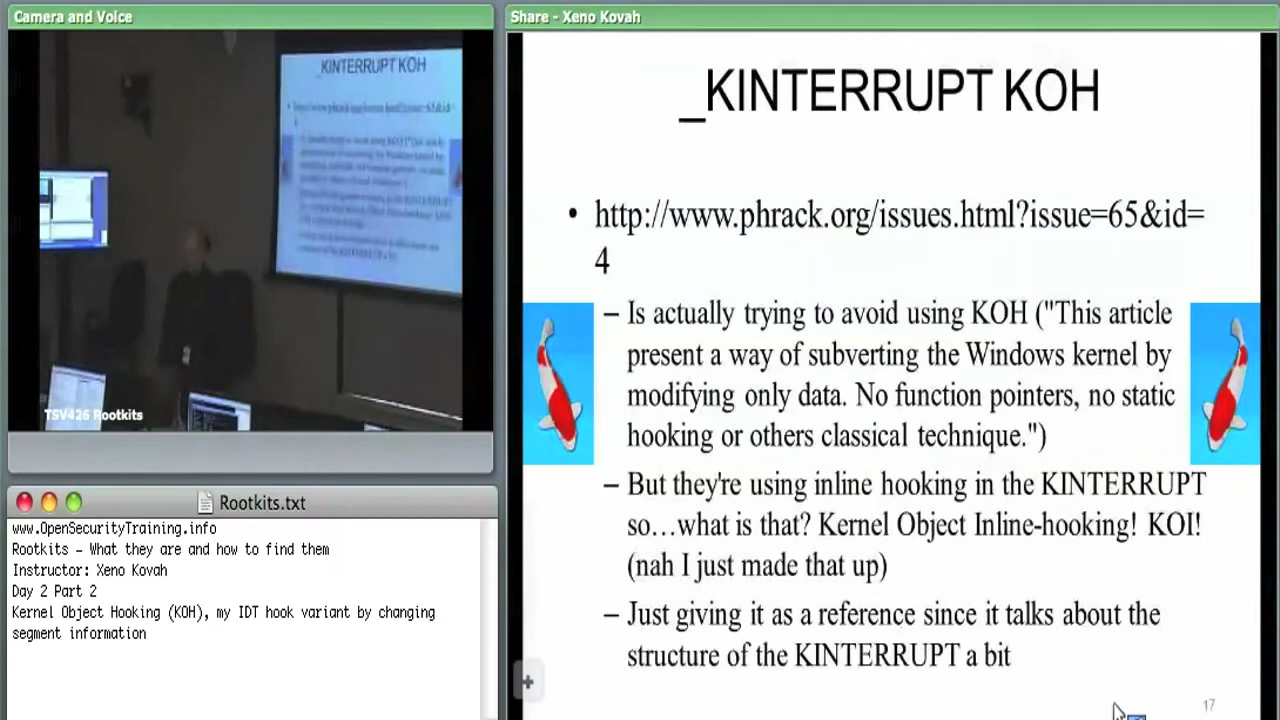 Camera and Voice
_KINTERRUPT KOH
TSV426 Rootkits
Rootkits.txt
www.OpenSecurityTraining.info
Rootkits – What they are and how to find them
Instructor: Xeno Kovah
Day 2 Part 2
Kernel Object Hooking (KOH), my IDT hook variant by changing
segment information
Share - Xeno Kovah
_KINTERRUPT KOH
• http://www.phrack.org/issues.html?issue=65&id=
4
– Is actually trying to avoid using KOH ("This article
present a way of subverting the Windows kernel by
modifying only data. No function pointers, no static
hooking or others classical technique.")
– But they're using inline hooking in the KINTERRUPT
so…what is that? Kernel Object Inline-hooking! KOI!
(nah I just made that up)
– Just giving it as a reference since it talks about the
structure of the KINTERRUPT a bit
17